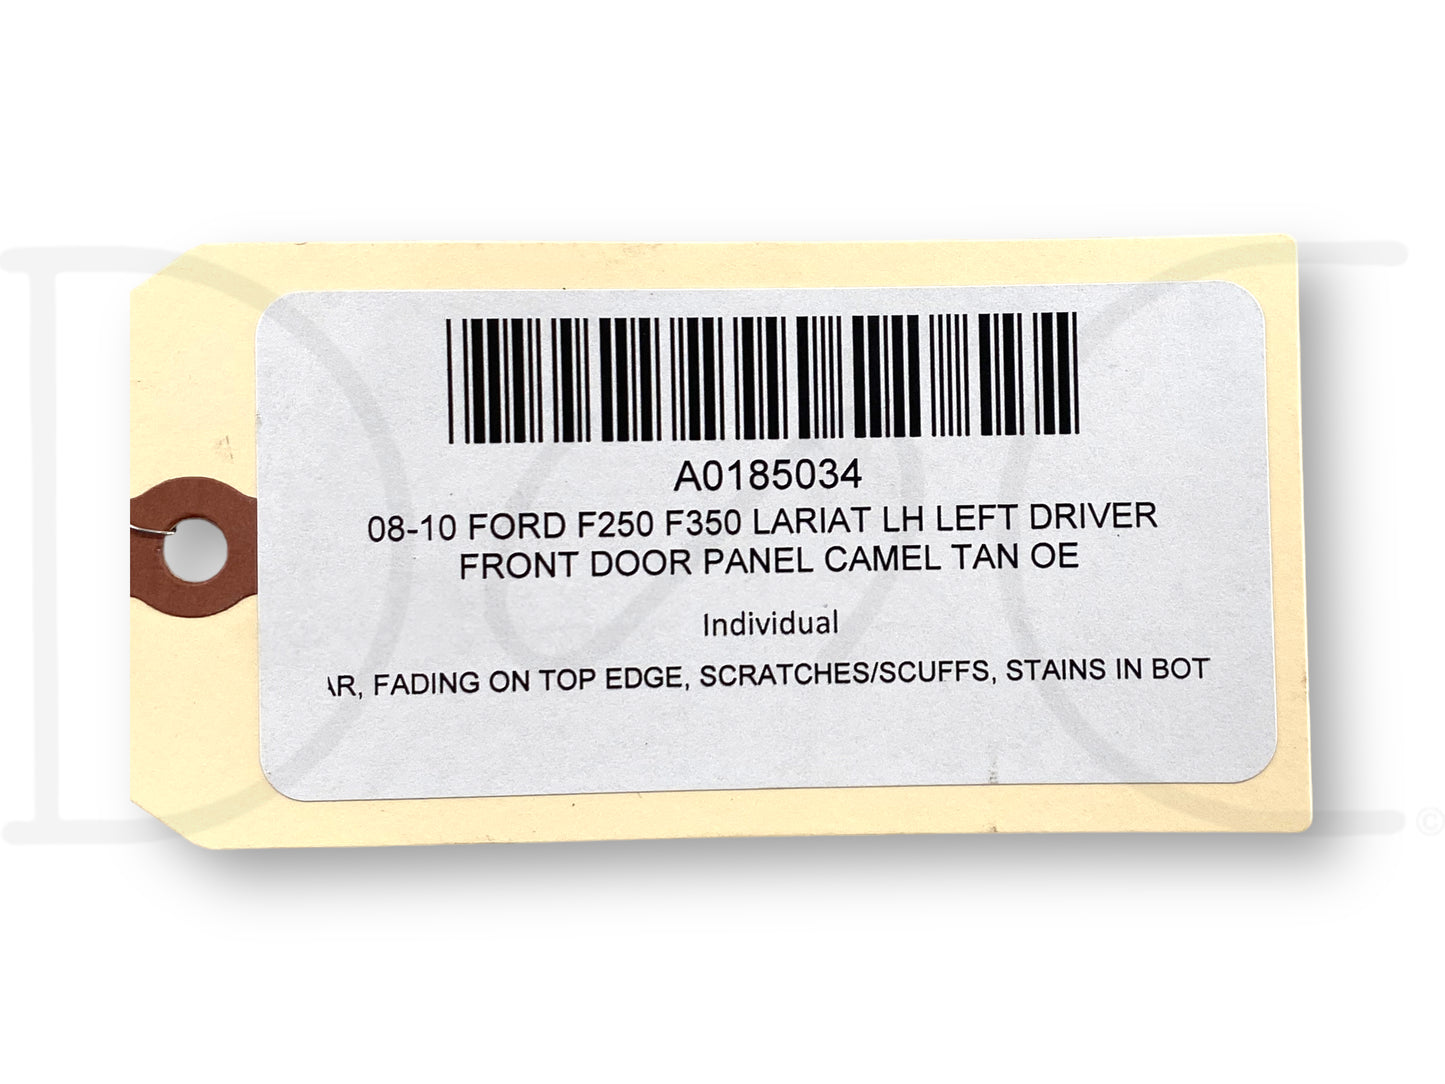 A0185034
08-10 FORD F250 F350 LARIAT LH LEFT DRIVER
FRONT DOOR PANEL CAMEL TAN OE
Individual
FADING ON TOP EDGE, SCRATCHES/SCUFFS, STAINS IN BOT
©